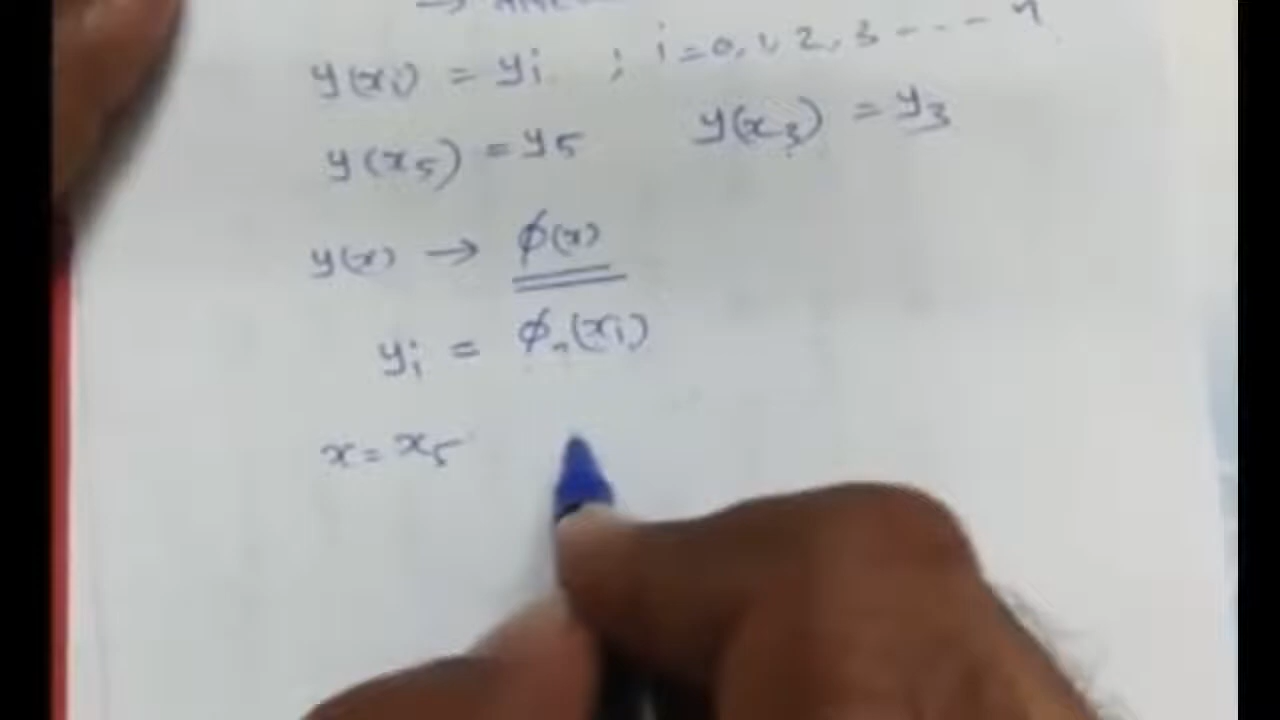 y(xi) = yi ; i=0, 1, 2, 3 - - - - n
y(x5) = y5 y(x3) = y3
y(x) → φ(x)
yi = φn(xi)
x = x5